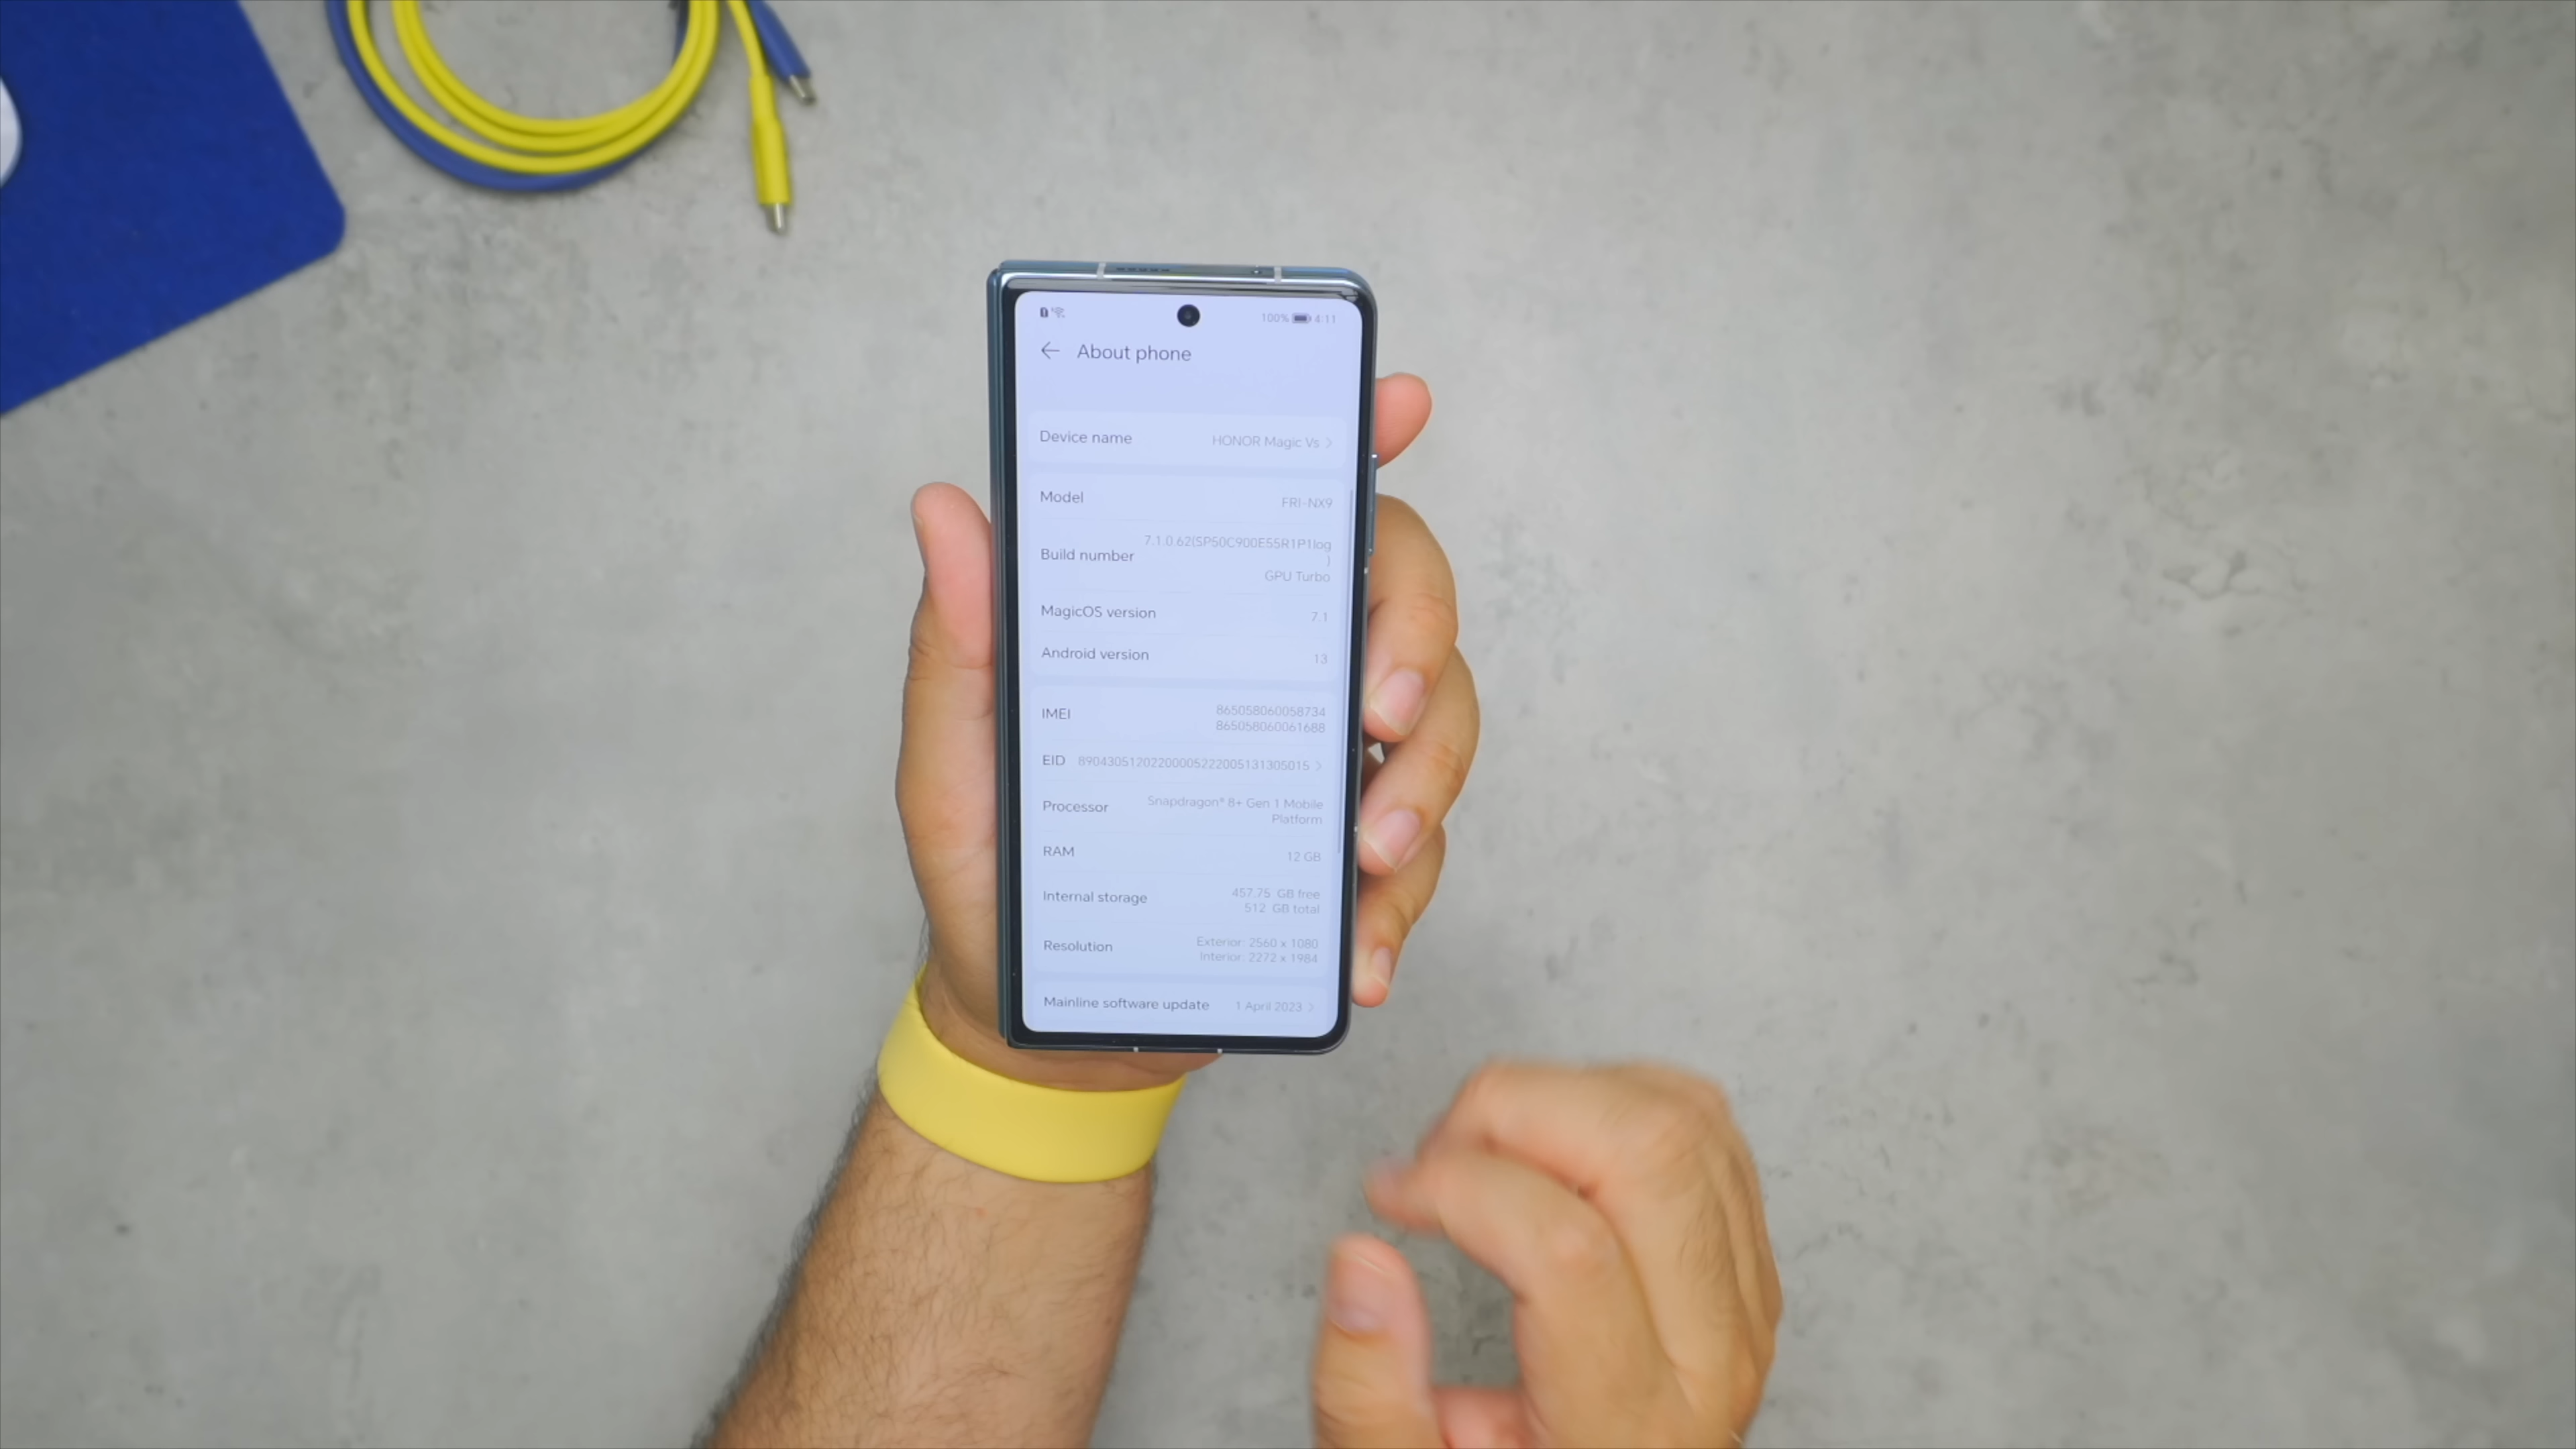 100% 4:11
About phone
Device name HONOR Magic Vs
Model FRI-NX9
Build number 7.1.0.62(SP50C900E55R1P1log
)
GPU Turbo
MagicOS version 7.1
Android version 13
IMEI 865058060058734
865058060061688
EID 89043051202200005222005131305015
Processor Snapdragon® 8+ Gen 1 Mobile
Platform
RAM 12 GB
Internal storage 457.75 GB free
512 GB total
Resolution Exterior: 2560 x 1080
Interior: 2272 x 1984
Mainline software update 1 April 2023